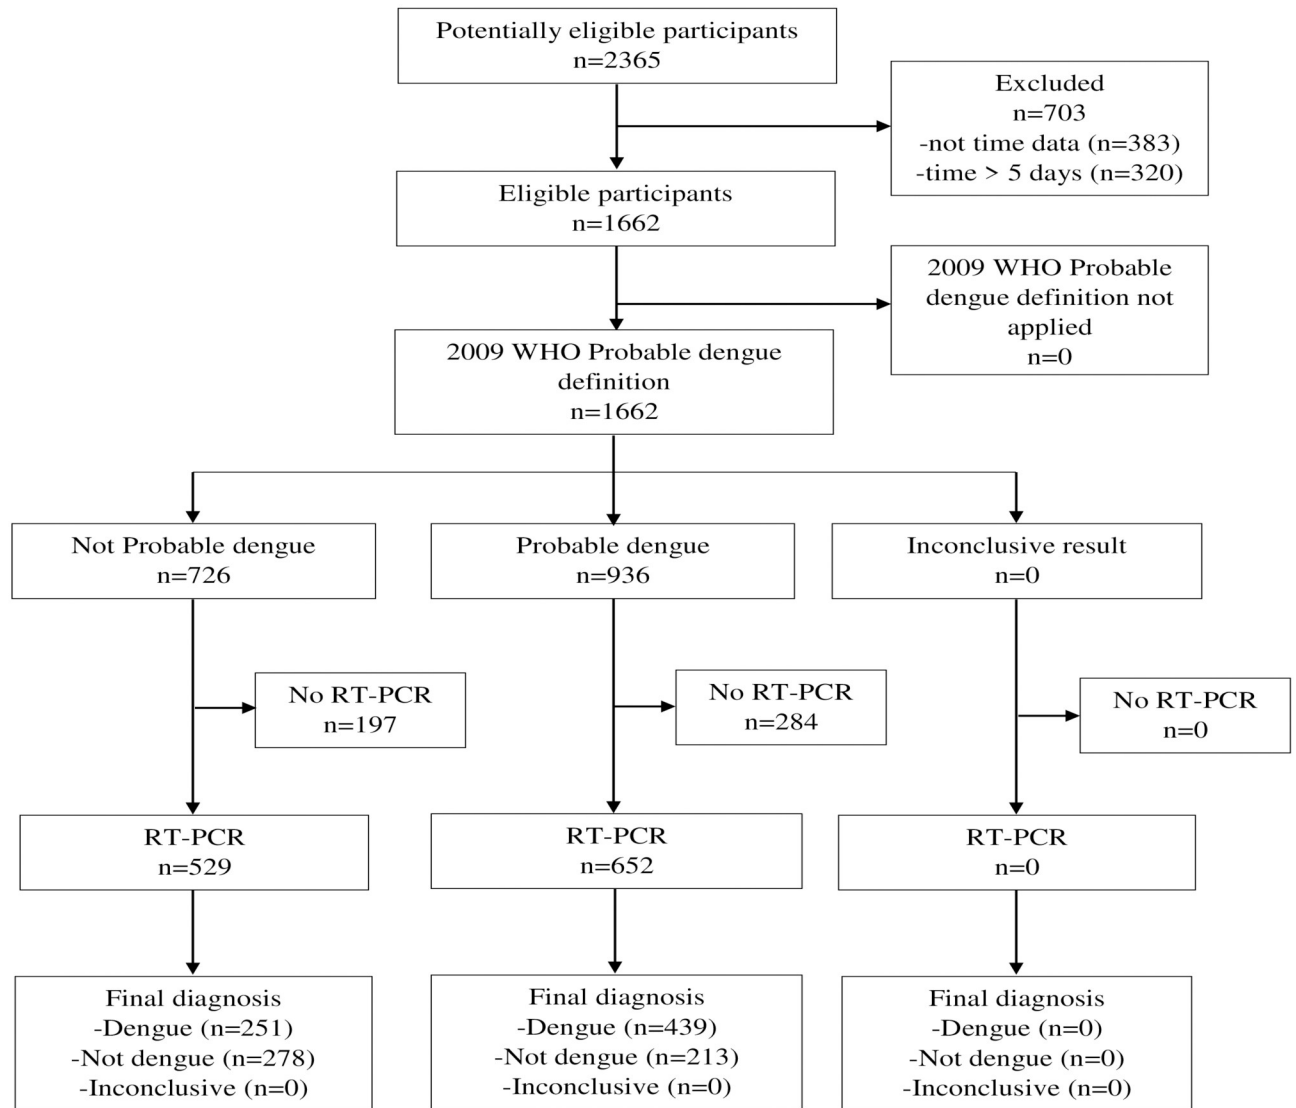 Potentially eligible participants
n=2365
Excluded
n=703
-not time data (n=383)
-time > 5 days (n=320)
Eligible participants
n=1662
2009 WHO Probable
dengue definition not
applied
n=0
2009 WHO Probable dengue
definition
n=1662
Not Probable dengue
n=726
Probable dengue
n=936
Inconclusive result
n=0
No RT-PCR
n=197
No RT-PCR
n=284
No RT-PCR
n=0
RT-PCR
n=529
RT-PCR
n=652
RT-PCR
n=0
Final diagnosis
-Dengue (n=251)
-Not dengue (n=278)
-Inconclusive (n=0)
Final diagnosis
-Dengue (n=439)
-Not dengue (n=213)
-Inconclusive (n=0)
Final diagnosis
-Dengue (n=0)
-Not dengue (n=0)
-Inconclusive (n=0)